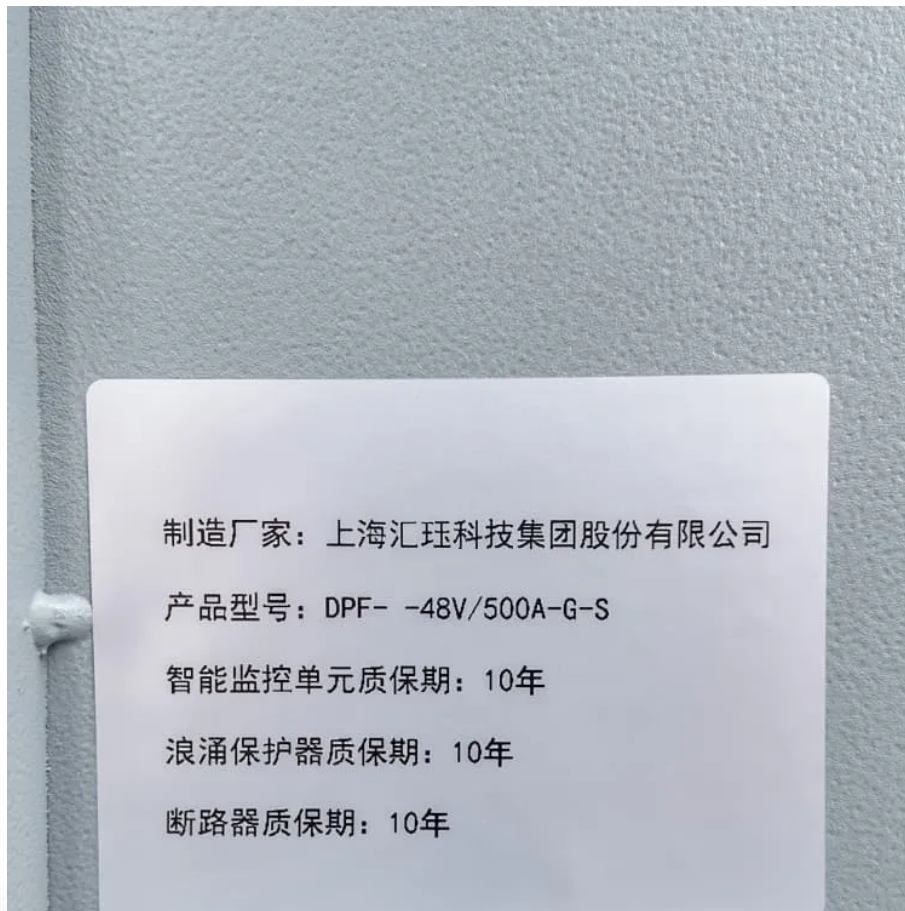 制造厂家：上海汇珏科技集团股份有限公司
产品型号：DPF- -48V/500A-G-S
智能监控单元质保期：10年
浪涌保护器质保期：10年
断路器质保期：10年